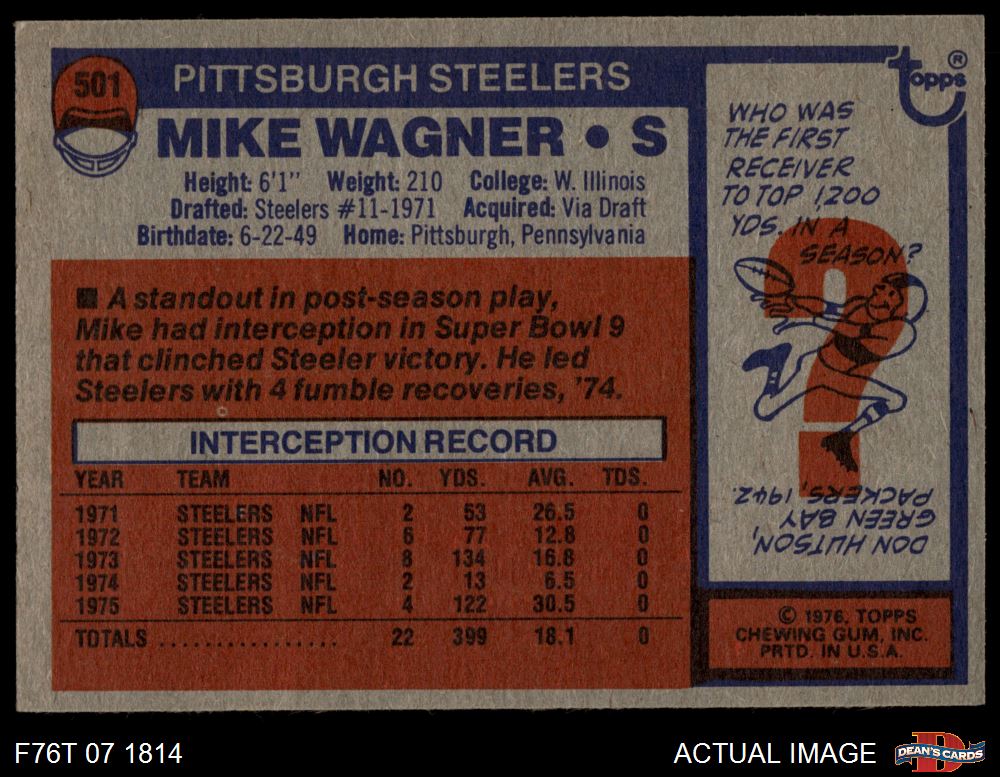 501
PITTSBURGH STEELERS
MIKE WAGNER • S
Height: 6'1" Weight: 210 College: W. Illinois
Drafted: Steelers #11-1971 Acquired: Via Draft
Birthdate: 6-22-49 Home: Pittsburgh, Pennsylvania
■ A standout in post-season play,
Mike had interception in Super Bowl 9
that clinched Steeler victory. He led
Steelers with 4 fumble recoveries, '74.
INTERCEPTION RECORD
YEAR TEAM NO. YDS. AVG. TDS.
1971 STEELERS NFL 2 53 26.5 0
1972 STEELERS NFL 6 77 12.8 0
1973 STEELERS NFL 8 134 16.8 0
1974 STEELERS NFL 2 13 6.5 0
1975 STEELERS NFL 4 122 30.5 0
TOTALS .................. 22 399 18.1 0
Topps®
WHO WAS
THE FIRST
RECEIVER
TO TOP 1,200
YDS. IN A
SEASON?
?
DON HUTSON,
GREEN BAY
PACKERS, 1942.
© 1976, TOPPS
CHEWING GUM, INC.
PRTD. IN U.S.A.
F76T 07 1814
ACTUAL IMAGE
D
DEAN'S CARDS